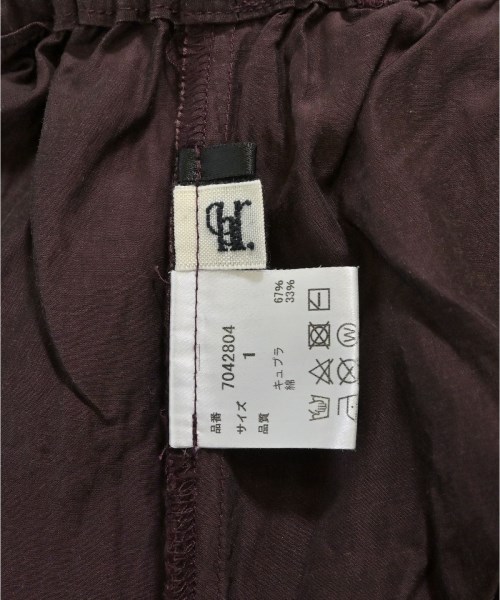 品番 7042804
サイズ 1
品質 キュプラ 67%
綿 33%